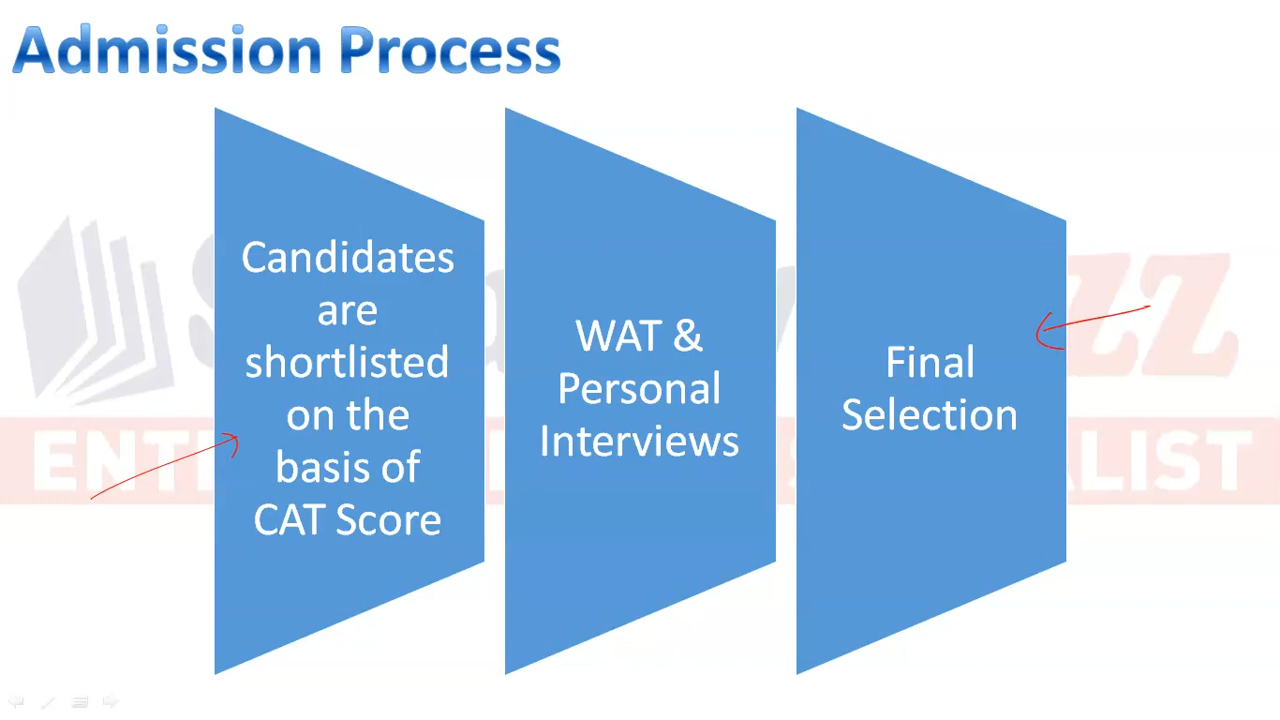 Admission Process
Candidates
are
shortlisted
on the
basis of
CAT Score
WAT &
Personal
Interviews
Final
Selection